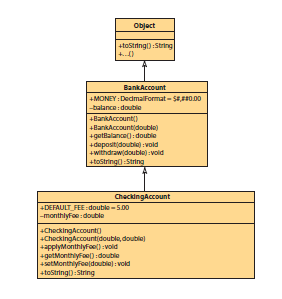 Object
+toString() : String
+...()
BankAccount
+MONEY : DecimalFormat = $#,##0.00
–balance : double
+BankAccount()
+BankAccount(double)
+getBalance() : double
+deposit(double) : void
+withdraw(double) : void
+toString() : String
CheckingAccount
+DEFAULT_FEE : double = 5.00
–monthlyFee : double
+CheckingAccount()
+CheckingAccount(double, double)
+applyMonthlyFee() : void
+getMonthlyFee() : double
+setMonthlyFee(double) : void
+toString() : String